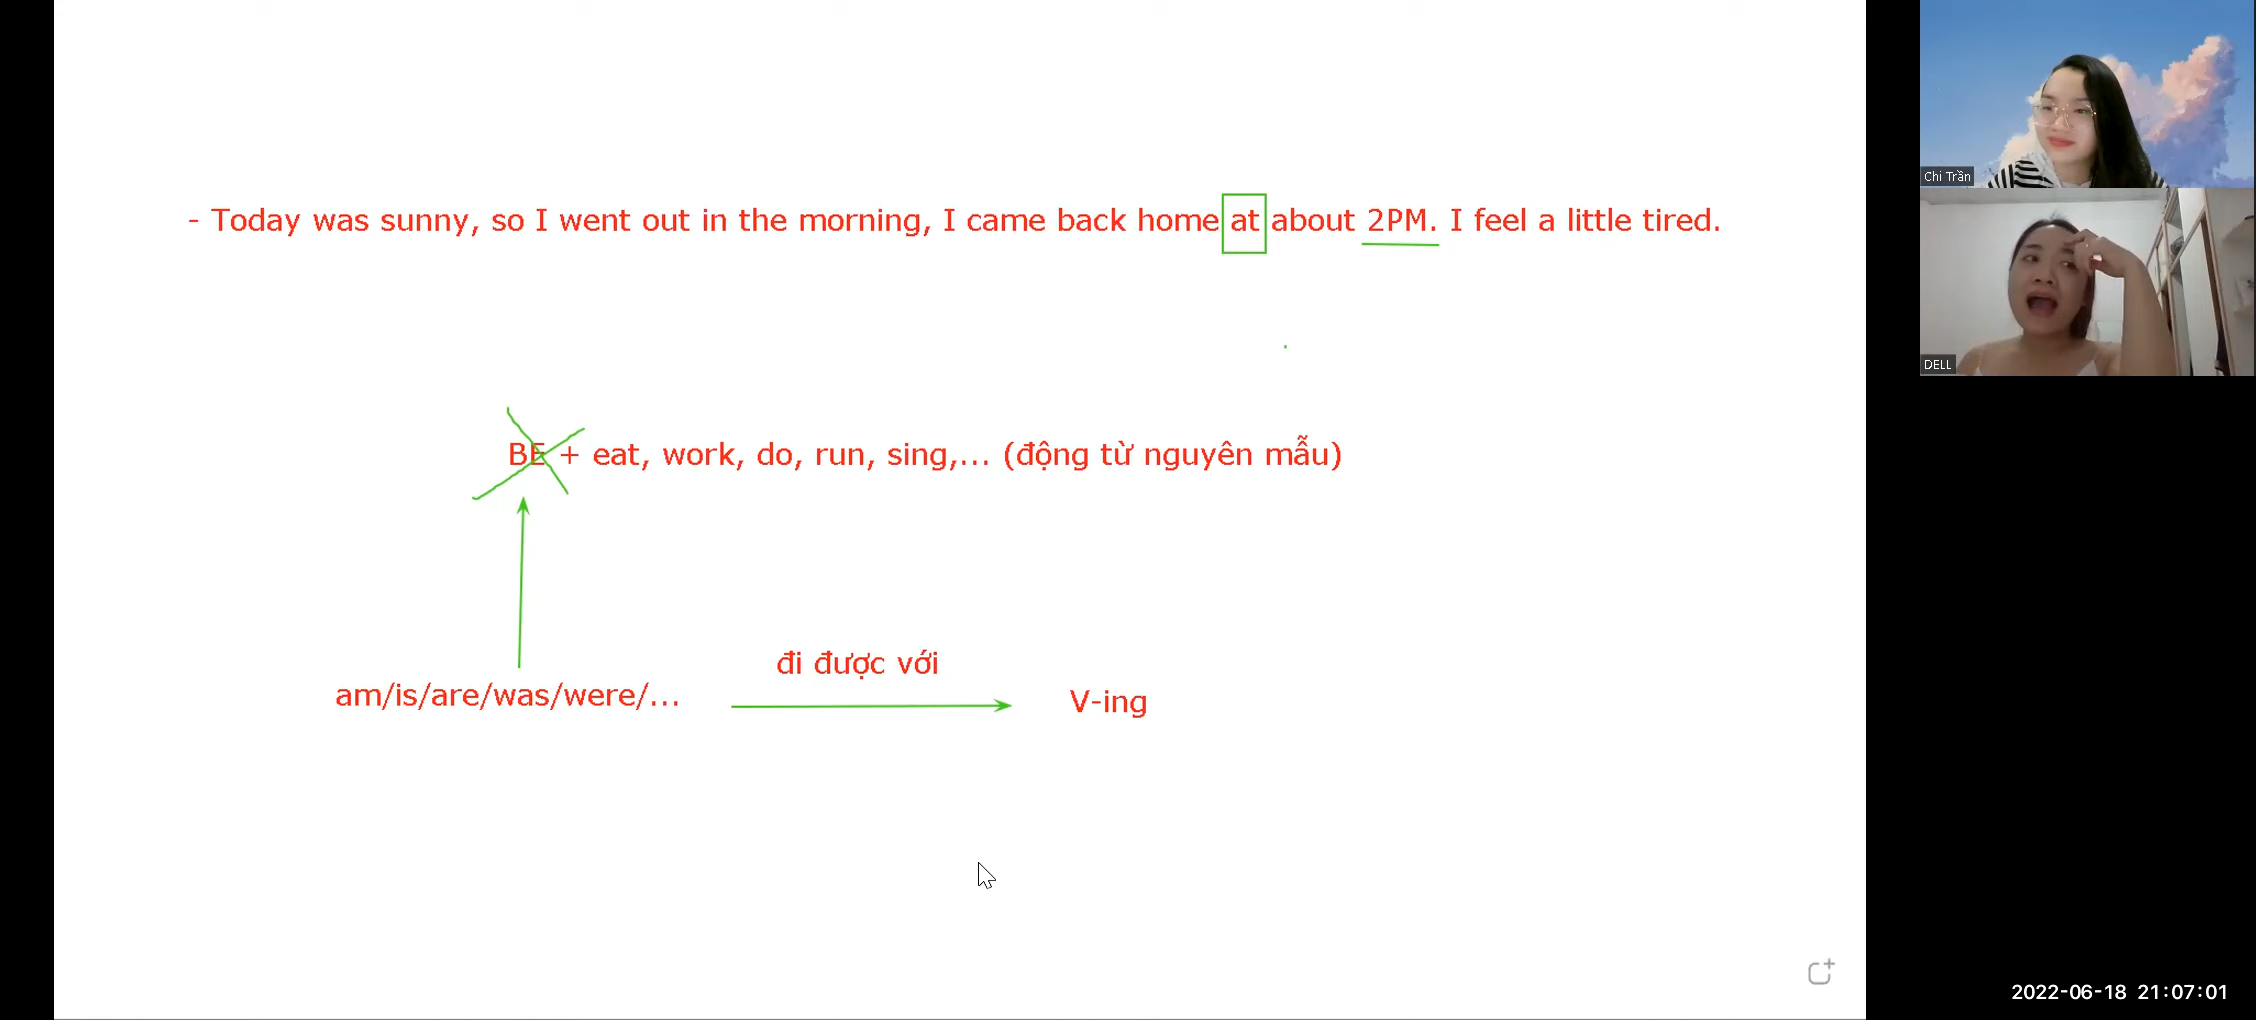 - Today was sunny, so I went out in the morning, I came back home at about 2PM. I feel a little tired.
BE + eat, work, do, run, sing,... (động từ nguyên mẫu)
đi được với
am/is/are/was/were/...
V-ing
Chi Trần
DELL
2022-06-18 21:07:01